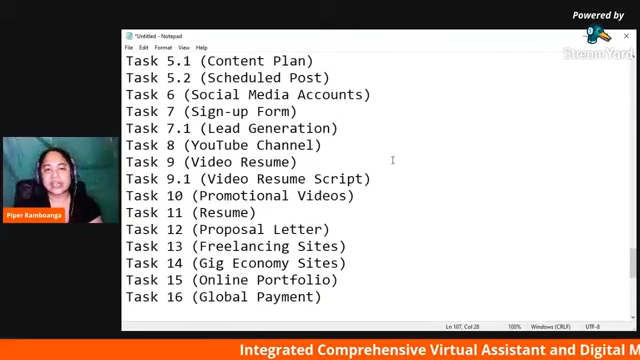 Powered by
StreamYard
*Untitled - Notepad
File Edit Format View Help
Task 5.1 (Content Plan)
Task 5.2 (Scheduled Post)
Task 6 (Social Media Accounts)
Task 7 (Sign-up Form)
Task 7.1 (Lead Generation)
Task 8 (YouTube Channel)
Task 9 (Video Resume)
Task 9.1 (Video Resume Script)
Task 10 (Promotional Videos)
Task 11 (Resume)
Task 12 (Proposal Letter)
Task 13 (Freelancing Sites)
Task 14 (Gig Economy Sites)
Task 15 (Online Portfolio)
Task 16 (Global Payment)
Piper Ramboanga
Ln 107, Col 28 100% Windows (CRLF) UTF-8
Integrated Comprehensive Virtual Assistant and Digital M